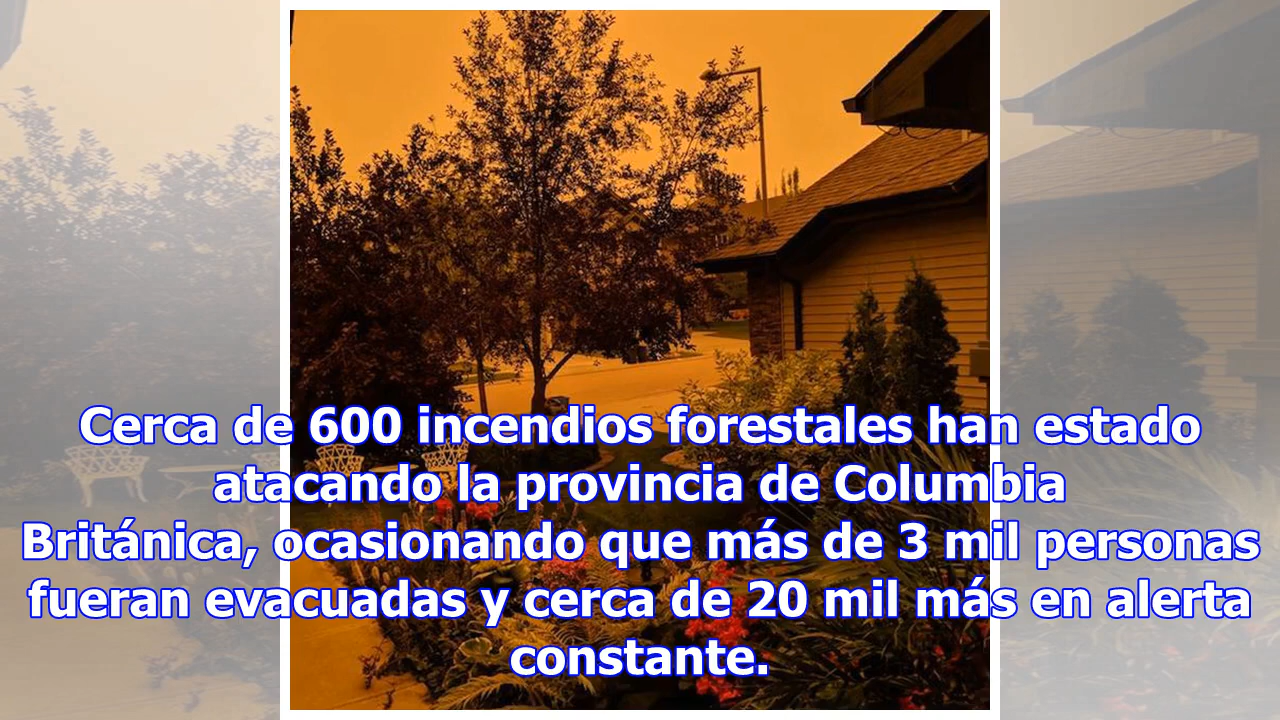 Cerca de 600 incendios forestales han estado
atacando la provincia de Columbia
Británica, ocasionando que más de 3 mil personas
fueran evacuadas y cerca de 20 mil más en alerta
constante.